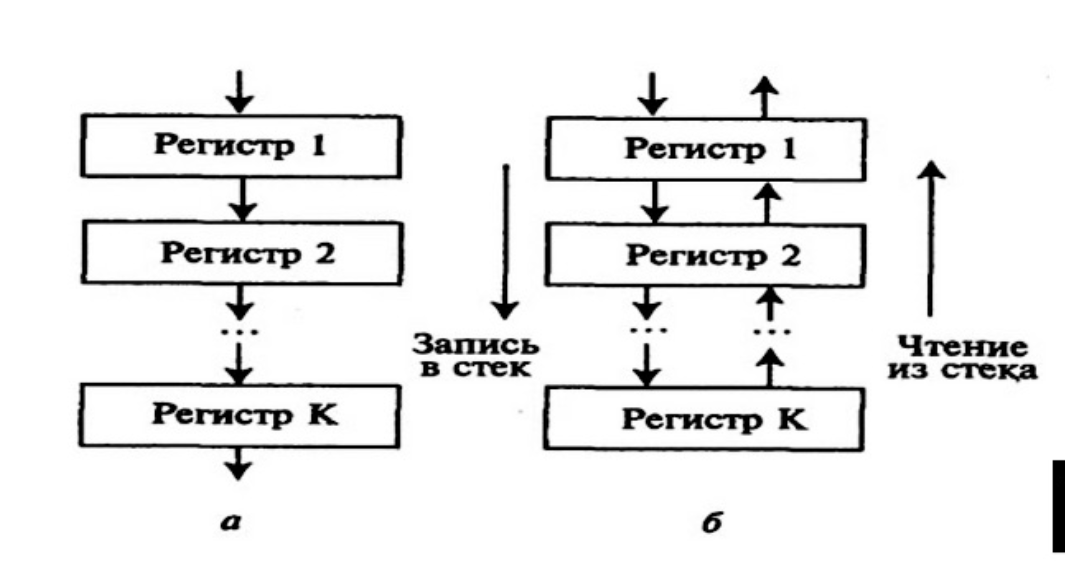 Регистр 1
Регистр 2
...
Регистр K
а
Запись
в стек
Регистр 1
Регистр 2
... ...
Регистр K
б
Чтение
из стека